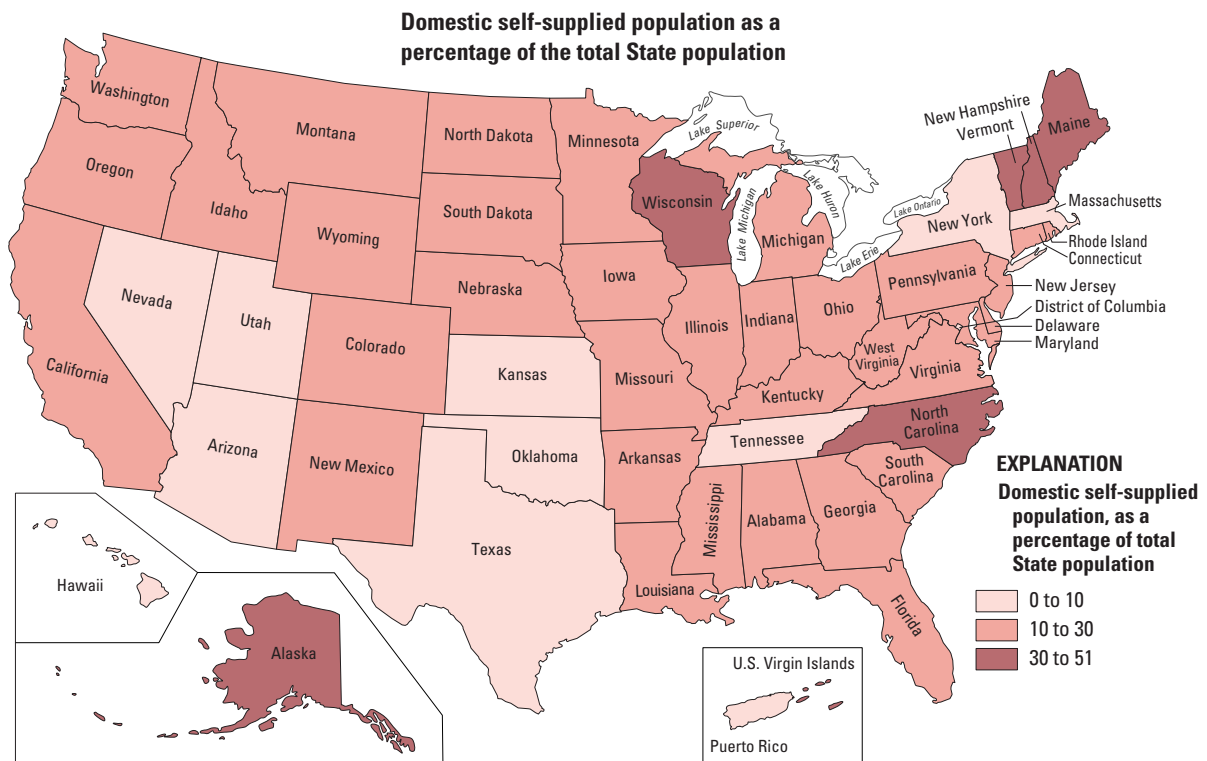 Domestic self-supplied population as a
percentage of the total State population
Washington
Montana
North Dakota
Minnesota
Lake Superior
New Hampshire
Vermont
Maine
Oregon
Idaho
Wyoming
South Dakota
Wisconsin
Lake Michigan
Michigan
Lake Huron
Lake Ontario
Lake Erie
New York
Massachusetts
Rhode Island
Connecticut
Nevada
Utah
Colorado
Nebraska
Iowa
Illinois
Indiana
Ohio
Pennsylvania
New Jersey
District of Columbia
Delaware
Maryland
California
Kansas
Missouri
Kentucky
West
Virginia
Virginia
Arizona
New Mexico
Oklahoma
Arkansas
Tennessee
North
Carolina
South
Carolina
Texas
Louisiana
Mississippi
Alabama
Georgia
Florida
Hawaii
Alaska
U.S. Virgin Islands
Puerto Rico
EXPLANATION
Domestic self-supplied
population, as a
percentage of total
State population
0 to 10
10 to 30
30 to 51